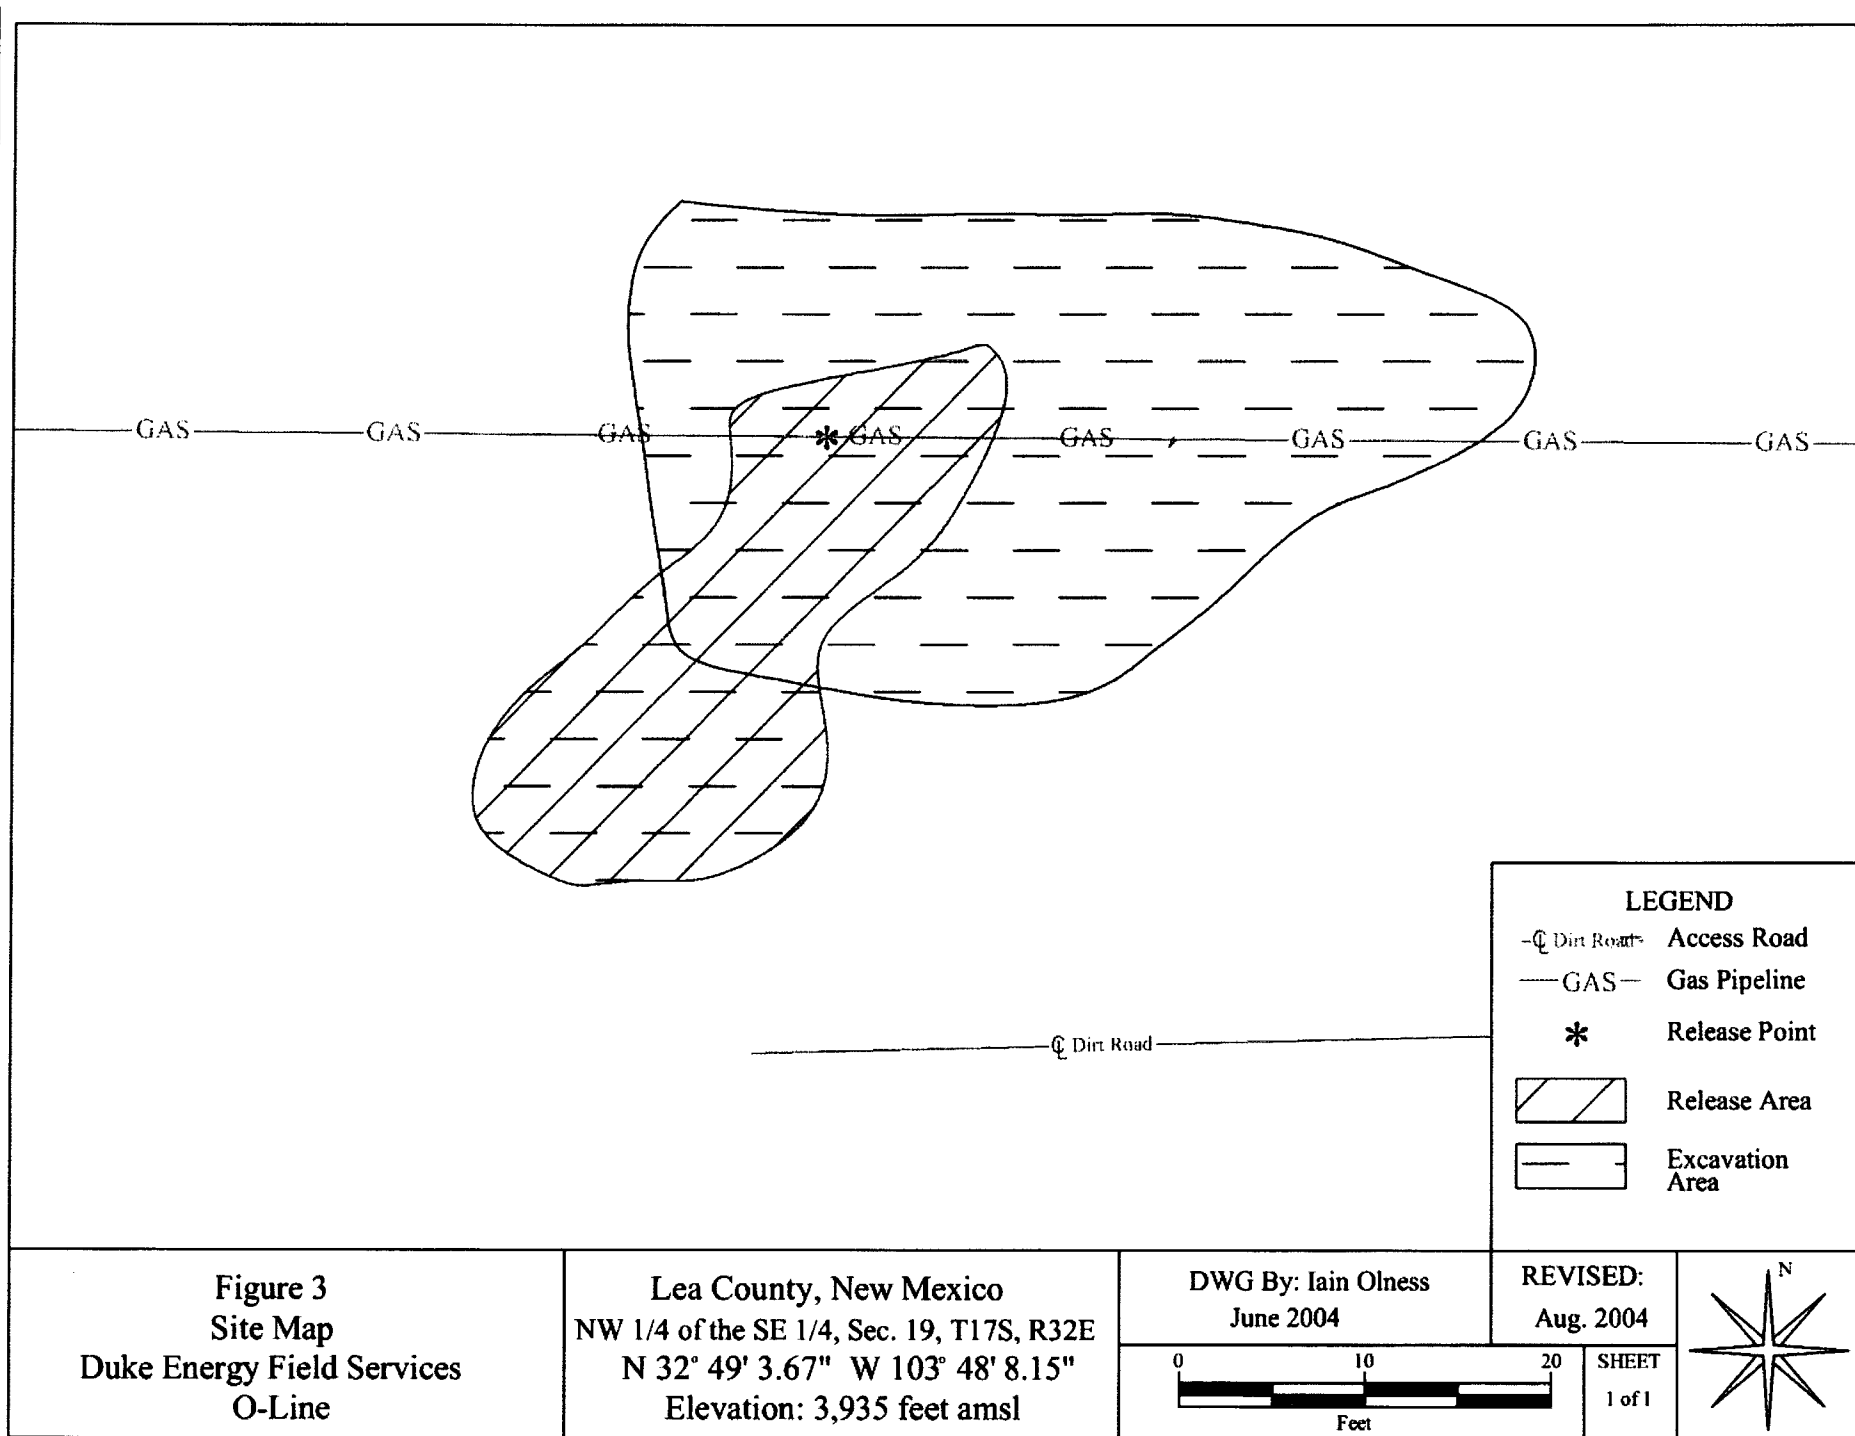 GAS GAS GAS GAS GAS GAS GAS GAS
LEGEND
℄ Dirt Road Access Road
GAS Gas Pipeline
* Release Point
Release Area
Excavation
Area
℄ Dirt Road
Figure 3
Site Map
Duke Energy Field Services
O-Line
Lea County, New Mexico
NW 1/4 of the SE 1/4, Sec. 19, T17S, R32E
N 32° 49' 3.67" W 103° 48' 8.15"
Elevation: 3,935 feet amsl
DWG By: Iain Olness
June 2004
REVISED:
Aug. 2004
0 10 20
Feet
SHEET
1 of 1
N